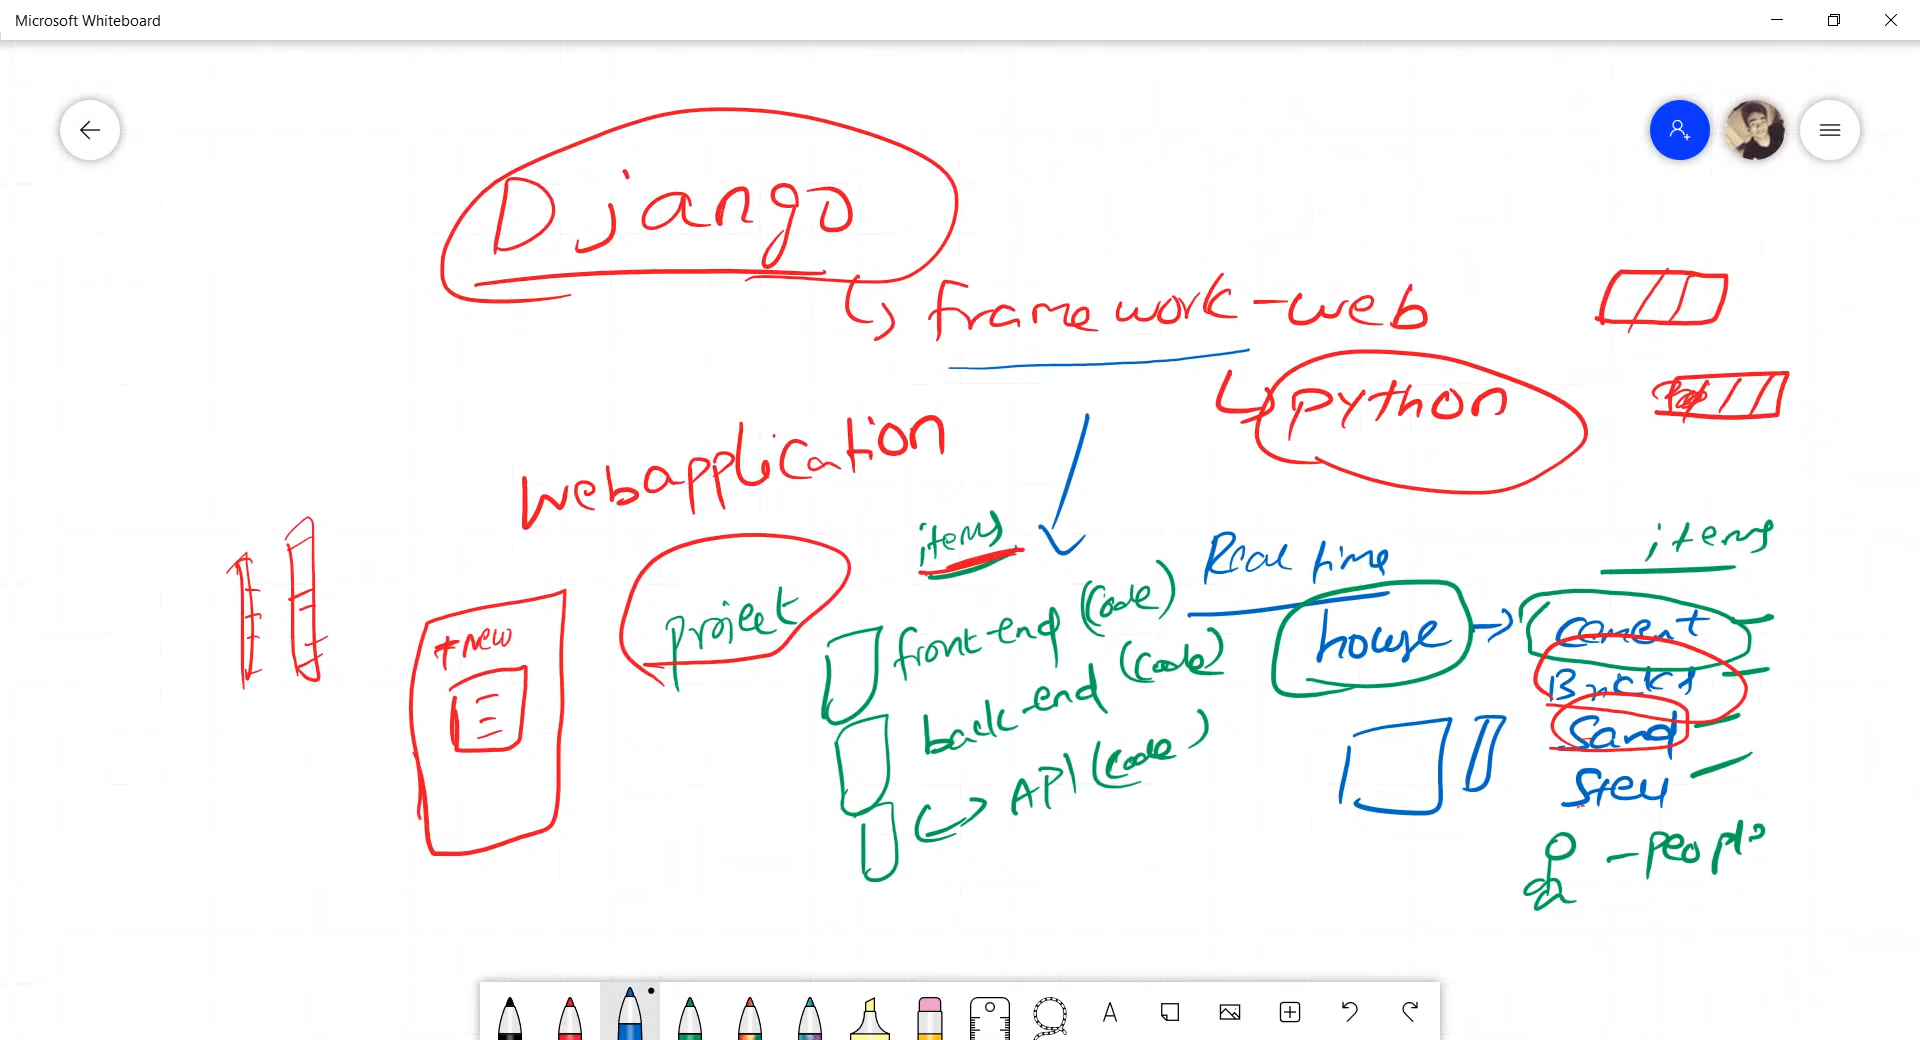 Microsoft Whiteboard
Django
framework-web
python
webapplication
items
Real time
items
+new
project
front-end (code)
back-end (code)
API (code)
house
cement
Bricks
Sand
Steel
-people
A